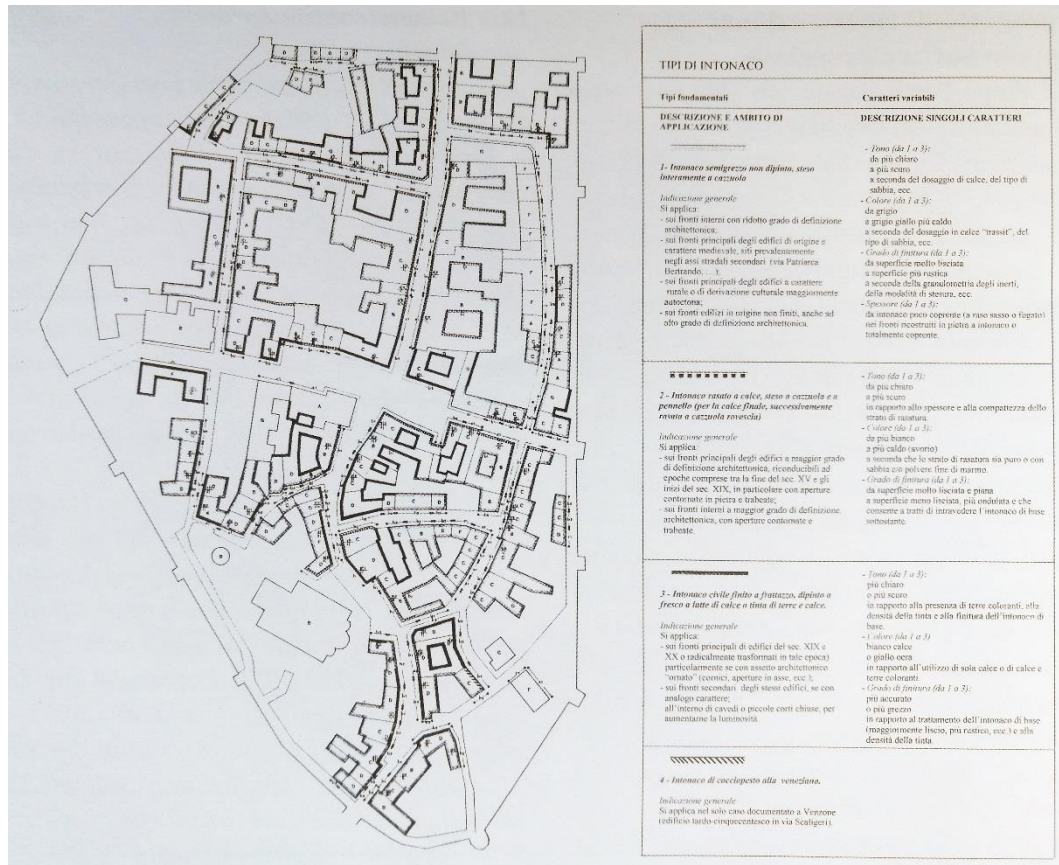 TIPI DI INTONACO
Tipi fondamentali
DESCRIZIONE E AMBITO DI
APPLICAZIONE
1- Intonaco semigrezzo non dipinto, steso
interamente a cazzuola
Indicazione generale
Si applica:
- sui fronti interni con ridotto grado di definizione
architettonica;
- sui fronti principali degli edifici di origine e
carattere medievale, siti prevalentemente
negli assi stradali secondari (via Patriarca
Bertrando, ... );
- sui fronti principali degli edifici a carattere
rurale o di derivazione culturale maggiormente
autoctona;
- sui fronti edilizi in origine non finiti, anche ad
alto grado di definizione architettonica.
Caratteri variabili
DESCRIZIONE SINGOLI CARATTERI
- Tono (da 1 a 3):
da più chiaro
a più scuro
a seconda del dosaggio di calce, del tipo di
sabbia, ecc.
- Colore (da 1 a 3):
da grigio
a grigio giallo più caldo
a seconda del dosaggio in calce "trassit", del
tipo di sabbia, ecc.
- Grado di finitura (da 1 a 3):
da superficie molto lisciata
a superficie più rustica
a seconda della granulometria degli inerti,
della modalità di stesura, ecc.
- Spessore (da 1 a 3):
da intonaco poco coprente (a raso sasso o fugato)
nei fronti ricostruiti in pietra a intonaco o
totalmente coprente.
2 - Intonaco rasato a calce, steso a cazzuola e a
pennello (per la calce finale, successivamente
rasata a cazzuola rovescia)
Indicazione generale
Si applica:
- sui fronti principali degli edifici a maggior grado
di definizione architettonica, riconducibili ad
epoche comprese tra la fine del sec. XV e gli
inizi del sec. XIX, in particolare con aperture
contornate in pietra e trabeate;
- sui fronti interni a maggior grado di definizione
architettonica, con aperture contornate e
trabeate.
- Tono (da 1 a 3):
da più chiaro
a più scuro
in rapporto allo spessore e alla compattezza dello
strato di rasatura.
- Colore (da 1 a 3):
da più bianco
a più caldo (avorio)
a seconda che lo strato di rasatura sia puro o con
sabbia e/o polvere fine di marmo.
- Grado di finitura (da 1 a 3):
da superficie molto lisciata e piana
a superficie meno lisciata, più ondulata e che
consente a tratti di intravedere l'intonaco di base
sottostante.
3 - Intonaco civile finito a frattazzo, dipinto a
fresco a latte di calce o tinta di terre e calce.
Indicazione generale
Si applica:
- sui fronti principali di edifici del sec. XIX e
XX o radicalmente trasformati in tale epoca)
particolarmente se con assetto architettonico
"ornato" (cornici, aperture in asse, ecc.);
- sui fronti secondari degli stessi edifici, se con
analogo carattere;
all'interno di cavedi o piccole corti chiuse, per
aumentarne la luminosità.
- Tono (da 1 a 3):
più chiaro
o più scuro
in rapporto alla presenza di terre coloranti, alla
densità della tinta e alla finitura dell'intonaco di
base.
- Colore (da 1 a 3)
bianco calce
o giallo ocra
in rapporto all'utilizzo di sola calce o di calce e
terre coloranti.
- Grado di finitura (da 1 a 3):
più accurato
o più grezzo
in rapporto al trattamento dell'intonaco di base
(maggiormente liscio, più rustico, ecc.) e alla
densità della tinta.
4 - Intonaco di cocciopesto alla veneziana.
Indicazione generale
Si applica nel solo caso documentato a Venzone
(edificio tardo-cinquecentesco in via Scaligeri).